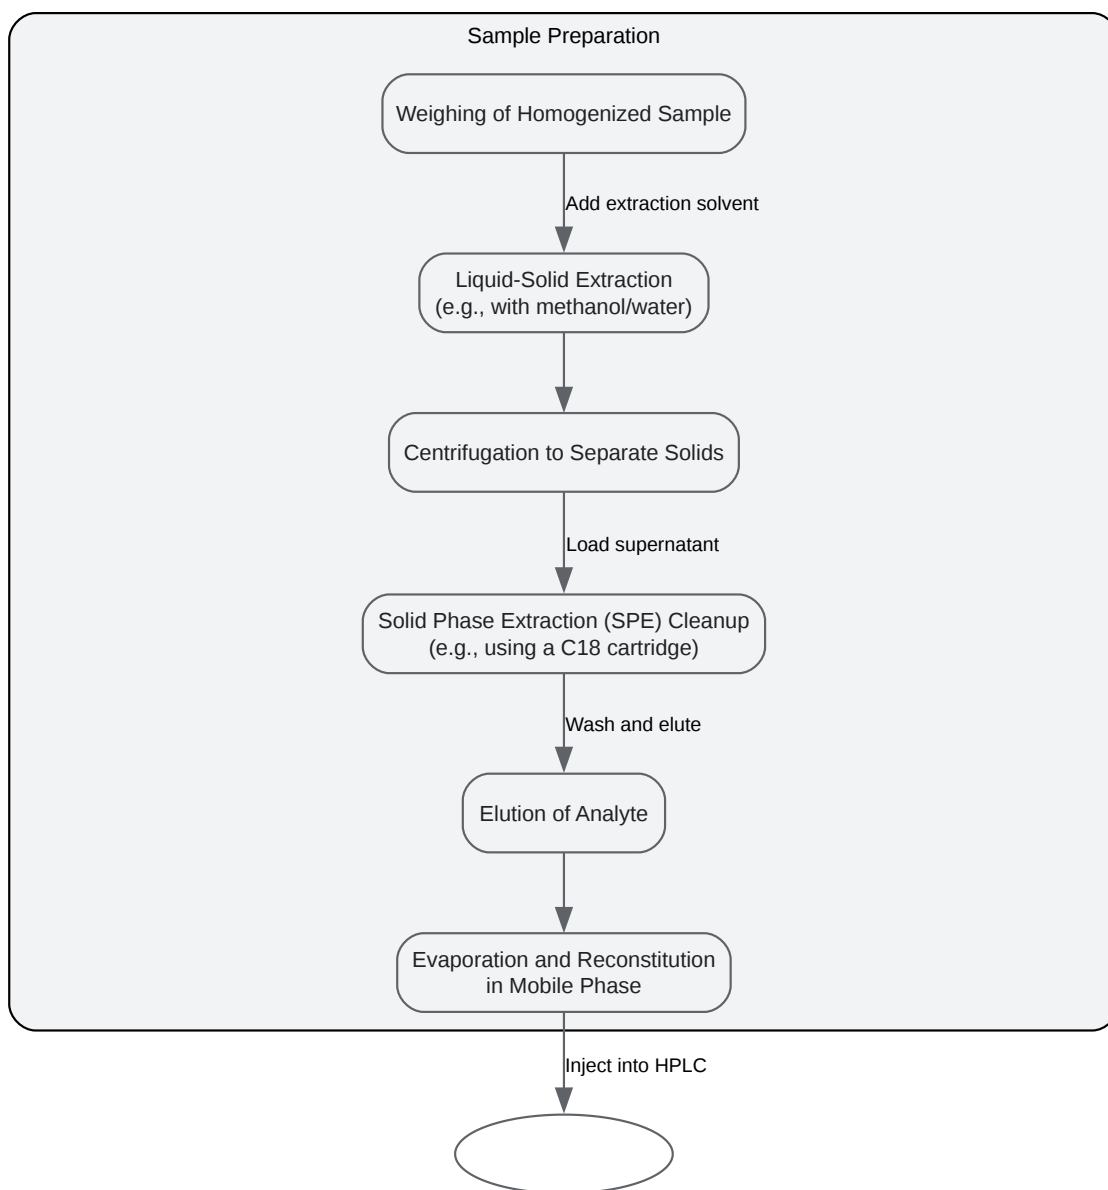 Sample Preparation
Weighing of Homogenized Sample
Add extraction solvent
Liquid-Solid Extraction
(e.g., with methanol/water)
Centrifugation to Separate Solids
Load supernatant
Solid Phase Extraction (SPE) Cleanup
(e.g., using a C18 cartridge)
Wash and elute
Elution of Analyte
Evaporation and Reconstitution
in Mobile Phase
Inject into HPLC